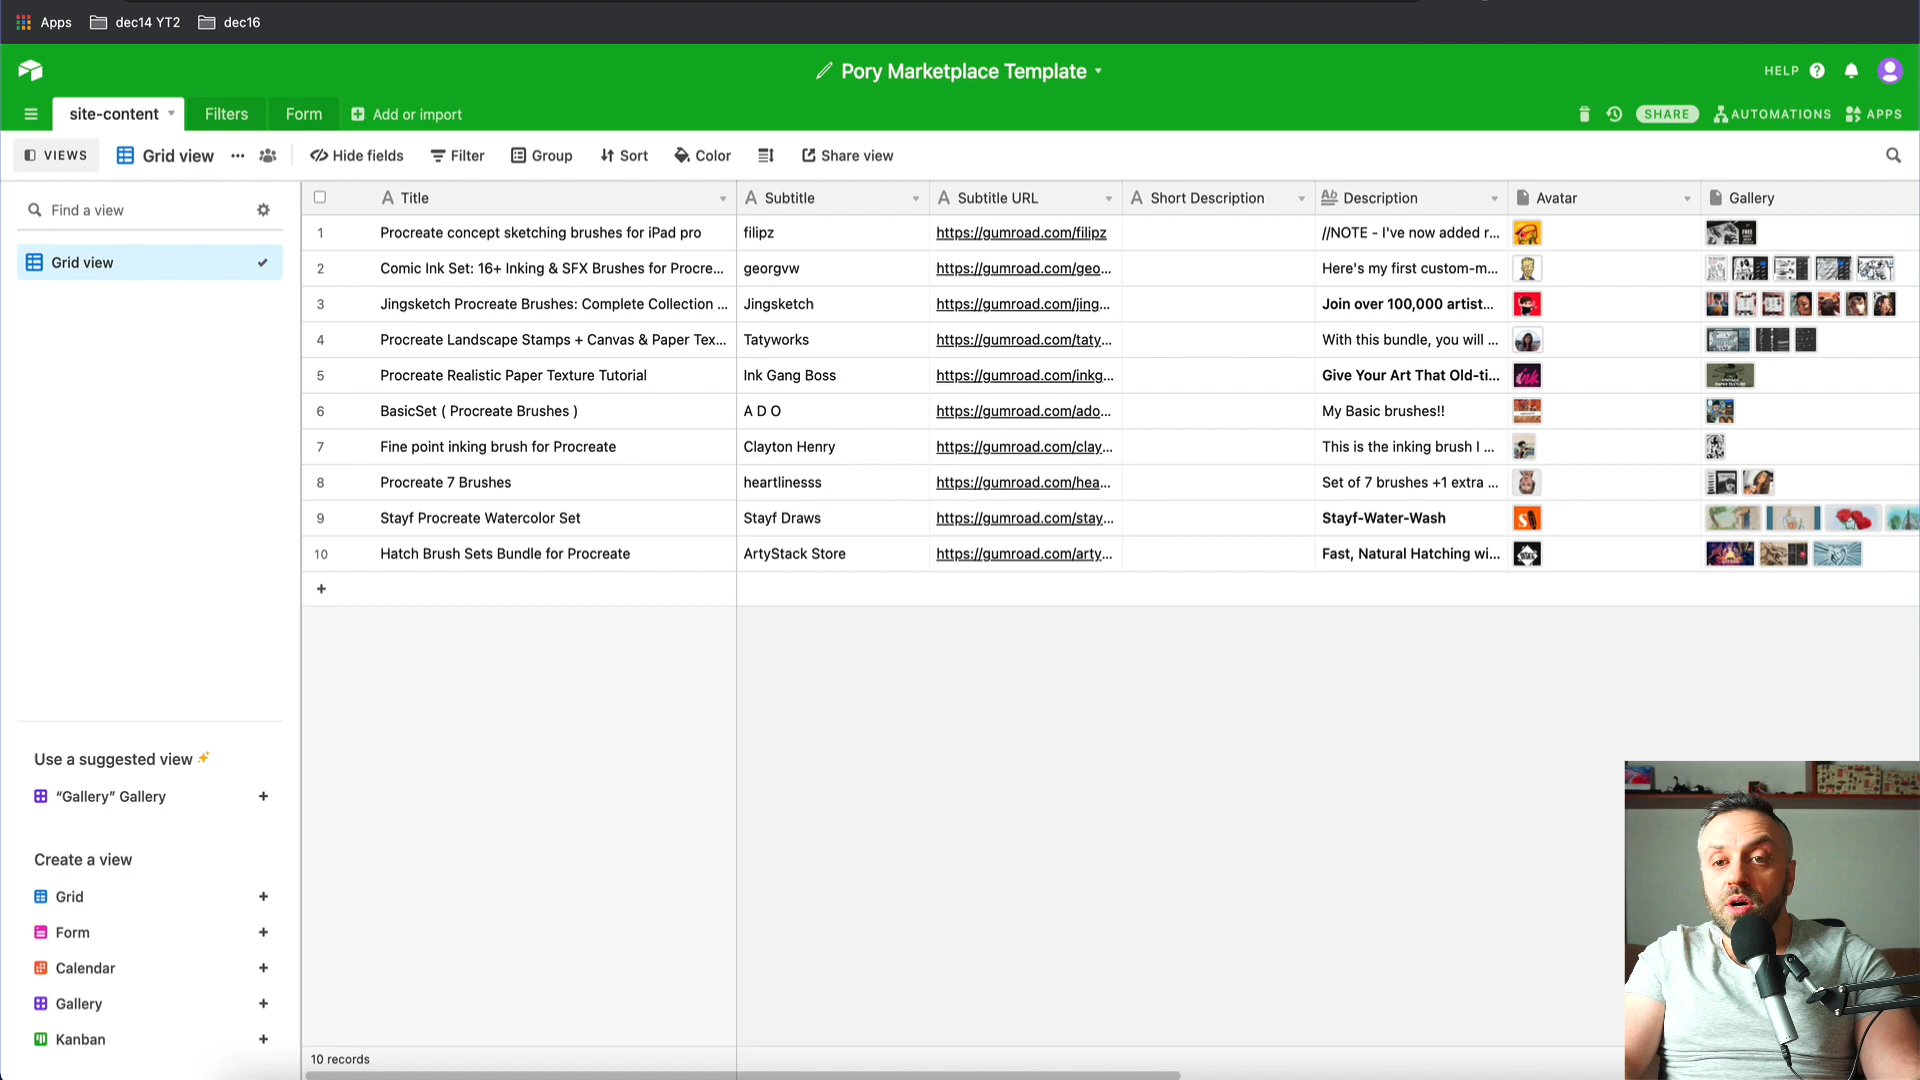 Apps dec14 YT2 dec16
Pory Marketplace Template
HELP
site-content Filters Form Add or import
SHARE AUTOMATIONS APPS
VIEWS Grid view ... Hide fields Filter Group Sort Color Share view
Find a view
Grid view
Use a suggested view
“Gallery” Gallery +
Create a view
Grid +
Form +
Calendar +
Gallery +
Kanban +
Title Subtitle Subtitle URL Short Description Description Avatar Gallery
1 Procreate concept sketching brushes for iPad pro filipz https://gumroad.com/filipz //NOTE - I've now added r...
2 Comic Ink Set: 16+ Inking & SFX Brushes for Procre... georgvw https://gumroad.com/geo... Here's my first custom-m...
3 Jingsketch Procreate Brushes: Complete Collection ... Jingsketch https://gumroad.com/jing... Join over 100,000 artist...
4 Procreate Landscape Stamps + Canvas & Paper Tex... Tatyworks https://gumroad.com/taty... With this bundle, you will ...
5 Procreate Realistic Paper Texture Tutorial Ink Gang Boss https://gumroad.com/inkg... Give Your Art That Old-ti...
6 BasicSet ( Procreate Brushes ) A D O https://gumroad.com/ado... My Basic brushes!!
7 Fine point inking brush for Procreate Clayton Henry https://gumroad.com/clay... This is the inking brush I ...
8 Procreate 7 Brushes heartlinesss https://gumroad.com/hea... Set of 7 brushes +1 extra ...
9 Stayf Procreate Watercolor Set Stayf Draws https://gumroad.com/stay... Stayf-Water-Wash
10 Hatch Brush Sets Bundle for Procreate ArtyStack Store https://gumroad.com/arty... Fast, Natural Hatching wi...
+
10 records